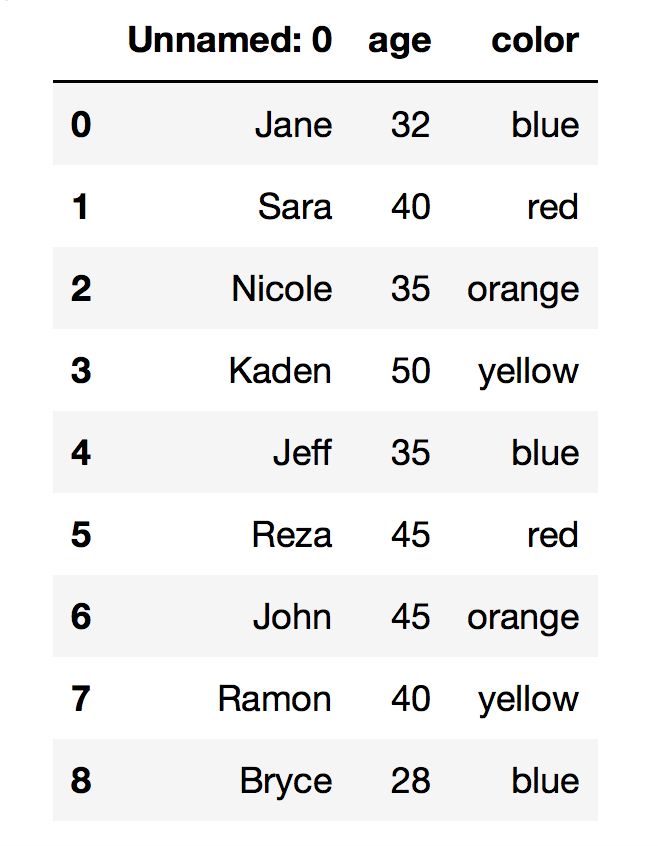 Unnamed: 0 age color
0 Jane 32 blue
1 Sara 40 red
2 Nicole 35 orange
3 Kaden 50 yellow
4 Jeff 35 blue
5 Reza 45 red
6 John 45 orange
7 Ramon 40 yellow
8 Bryce 28 blue